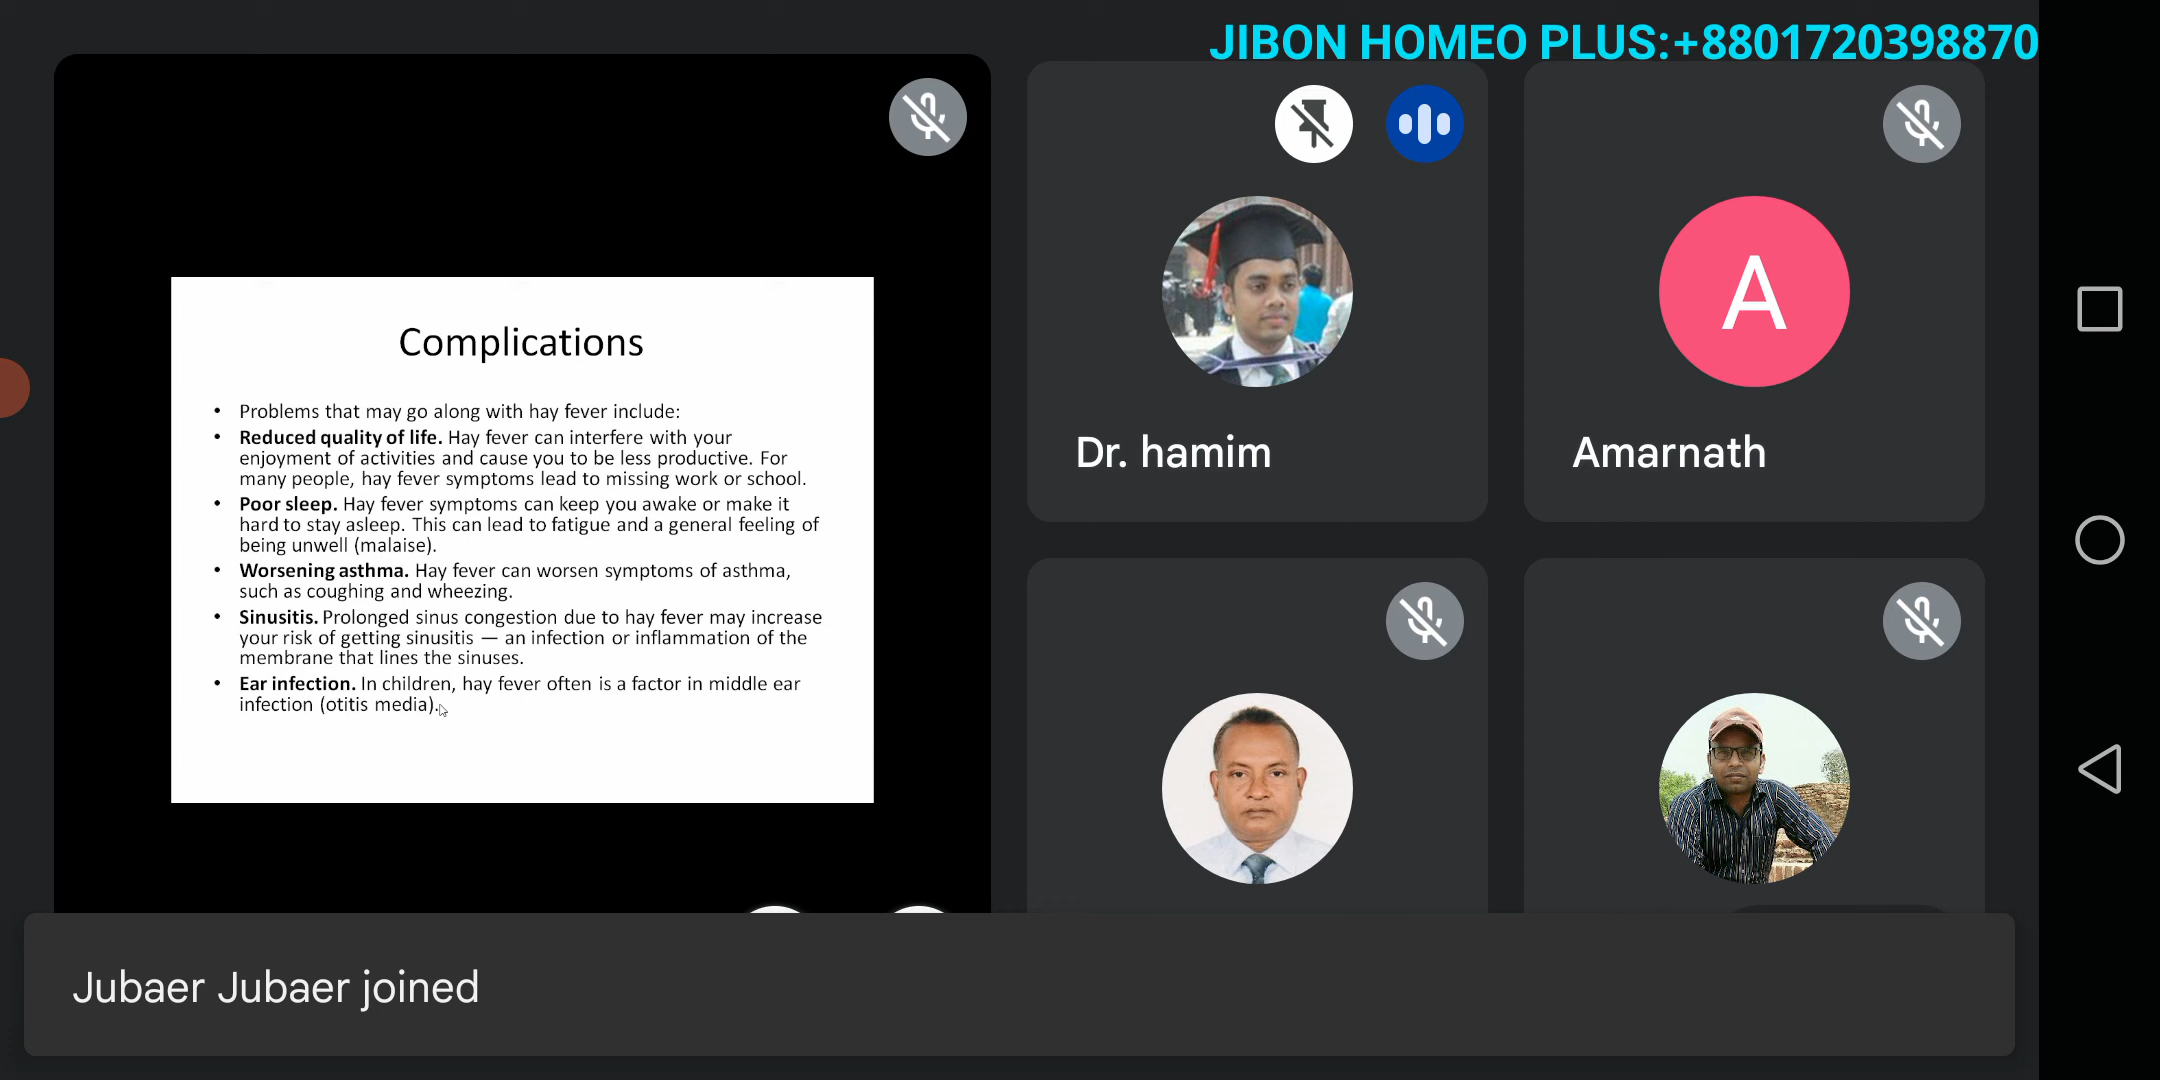 JIBON HOMEO PLUS:+8801720398870
Complications
• Problems that may go along with hay fever include:
• Reduced quality of life. Hay fever can interfere with your
enjoyment of activities and cause you to be less productive. For
many people, hay fever symptoms lead to missing work or school.
• Poor sleep. Hay fever symptoms can keep you awake or make it
hard to stay asleep. This can lead to fatigue and a general feeling of
being unwell (malaise).
• Worsening asthma. Hay fever can worsen symptoms of asthma,
such as coughing and wheezing.
• Sinusitis. Prolonged sinus congestion due to hay fever may increase
your risk of getting sinusitis — an infection or inflammation of the
membrane that lines the sinuses.
• Ear infection. In children, hay fever often is a factor in middle ear
infection (otitis media).
Dr. hamim
A
Amarnath
Jubaer Jubaer joined